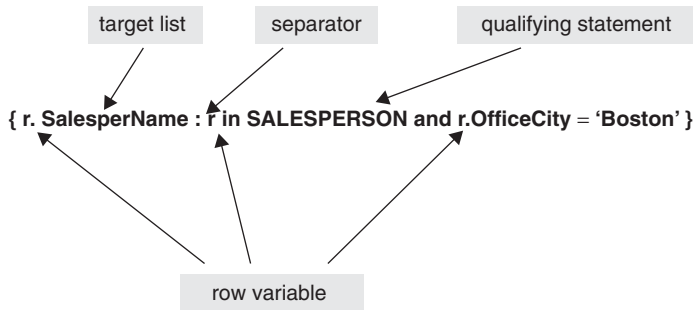 target list separator qualifying statement
{ r. SalesperName : r in SALESPERSON and r.OfficeCity = ‘Boston’ }
row variable